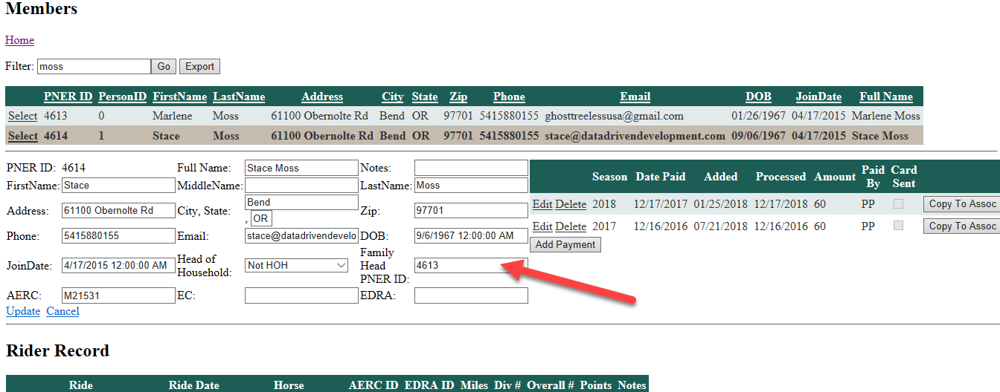 Members
Home
Filter: moss Go Export
PNER ID PersonID FirstName LastName Address City State Zip Phone Email DOB JoinDate Full Name
Select 4613 0 Marlene Moss 61100 Obernolte Rd Bend OR 97701 5415880155 ghosttreelessusa@gmail.com 01/26/1967 04/17/2015 Marlene Moss
Select 4614 1 Stace Moss 61100 Obernolte Rd Bend OR 97701 5415880155 stace@datadrivendevelopment.com 09/06/1967 04/17/2015 Stace Moss
PNER ID: 4614 Full Name: Stace Moss Notes:
FirstName: Stace MiddleName: LastName: Moss
Address: 61100 Obernolte Rd City, State: Bend , OR Zip: 97701
Phone: 5415880155 Email: stace@datadrivendevelo DOB: 9/6/1967 12:00:00 AM
JoinDate: 4/17/2015 12:00:00 AM Head of Household: Not HOH Family Head PNER ID: 4613
AERC: M21531 EC: EDRA:
Update Cancel
Season Date Paid Added Processed Amount Paid By Card Sent
Edit Delete 2018 12/17/2017 01/25/2018 12/17/2018 60 PP Copy To Assoc
Edit Delete 2017 12/16/2016 07/21/2018 12/16/2016 60 PP Copy To Assoc
Add Payment
Rider Record
Ride Ride Date Horse AERC ID EDRA ID Miles Div # Overall # Points Notes